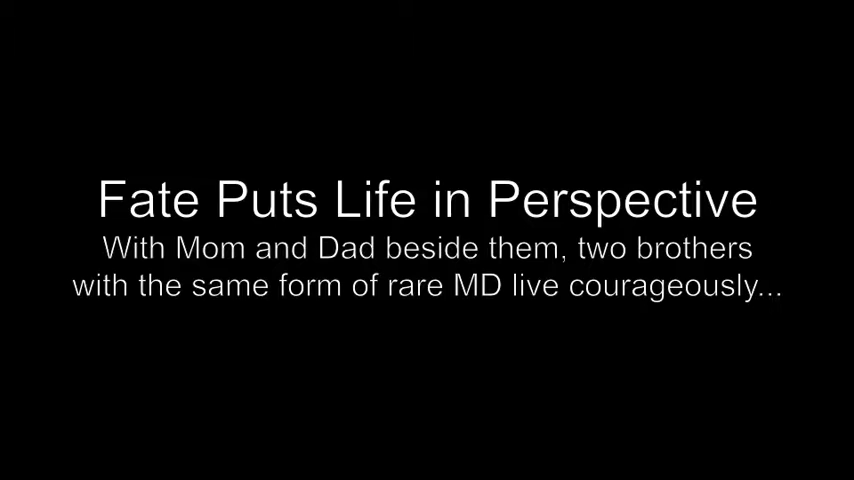 Fate Puts Life in Perspective
With Mom and Dad beside them, two brothers
with the same form of rare MD live courageously...